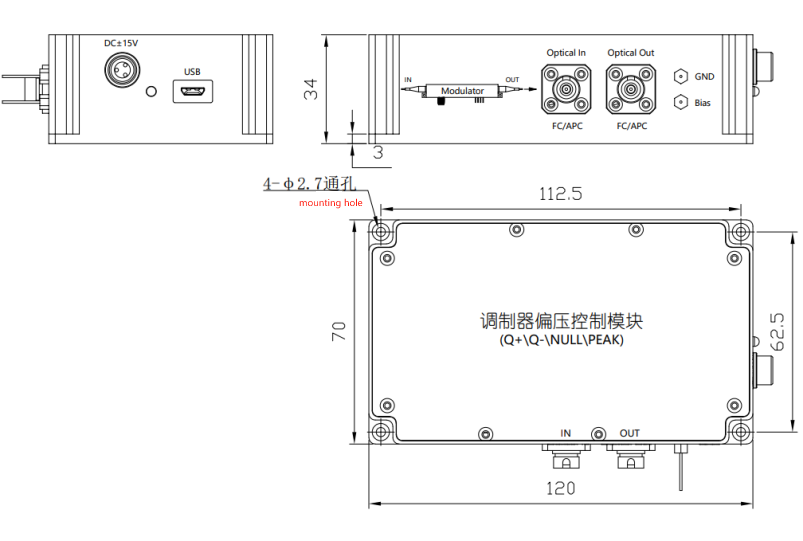 DC±15V
USB
34
3
IN
Modulator
OUT
Optical In
Optical Out
FC/APC
FC/APC
GND
Bias
4-φ2.7通孔
mounting hole
112.5
70
62.5
调制器偏压控制模块
(Q+\Q-\NULL\PEAK)
IN
OUT
120